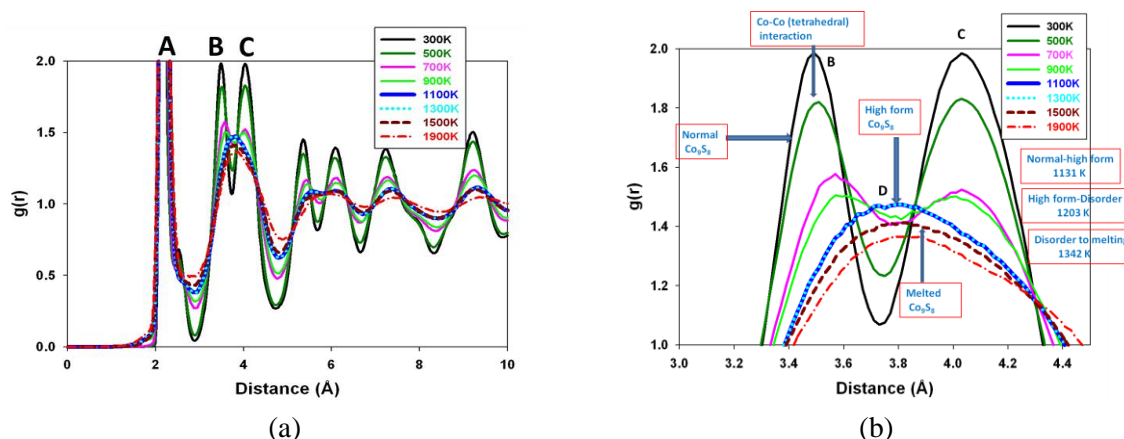 A
B
C
2.0
1.5
1.0
0.5
0.0
g(r)
300K
500K
700K
900K
1100K
1300K
1500K
1900K
0
2
4
6
8
10
Distance (Å)
(a)
Co-Co (tetrahedral)
interaction
B
C
2.0
1.8
1.6
1.4
1.2
1.0
g(r)
300K
500K
700K
900K
1100K
1300K
1500K
1900K
High form
Co₉S₈
Normal
Co₉S₈
D
Normal-high form
1131 K
High form-Disorder
1203 K
Disorder to melting
1342 K
Melted
Co₉S₈
3.0
3.4
3.6
3.8
4.0
4.2
4.4
Distance (Å)
(b)